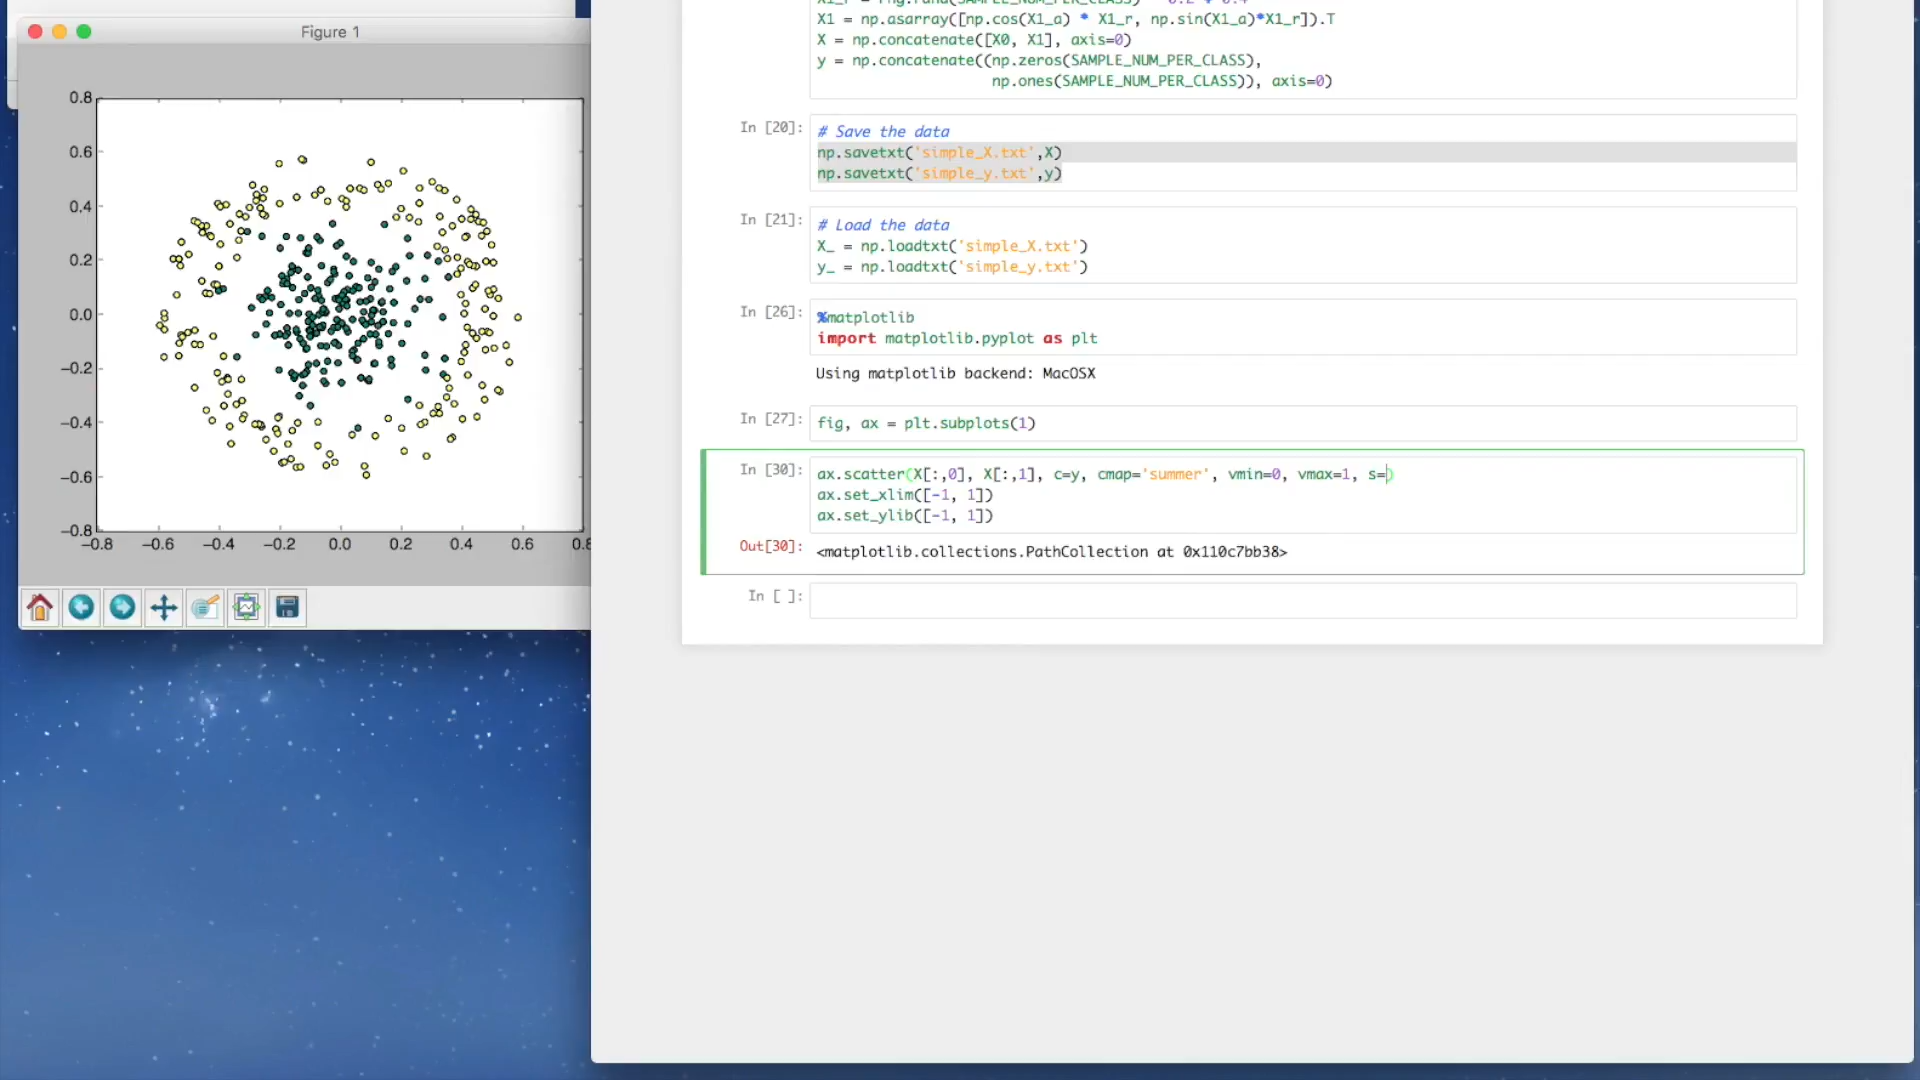 Figure 1
0.8
0.6
0.4
0.2
0.0
−0.2
−0.4
−0.6
−0.8
−0.8 −0.6 −0.4 −0.2 0.0 0.2 0.4 0.6 0.8
X1 = np.asarray([np.cos(X1_a) * X1_r, np.sin(X1_a)*X1_r]).T
X = np.concatenate([X0, X1], axis=0)
y = np.concatenate((np.zeros(SAMPLE_NUM_PER_CLASS),
np.ones(SAMPLE_NUM_PER_CLASS)), axis=0)
In [20]:
# Save the data
np.savetxt('simple_X.txt',X)
np.savetxt('simple_y.txt',y)
In [21]:
# Load the data
X_ = np.loadtxt('simple_X.txt')
y_ = np.loadtxt('simple_y.txt')
In [26]:
%matplotlib
import matplotlib.pyplot as plt
Using matplotlib backend: MacOSX
In [27]:
fig, ax = plt.subplots(1)
In [30]:
ax.scatter(X[:,0], X[:,1], c=y, cmap='summer', vmin=0, vmax=1, s=)
ax.set_xlim([-1, 1])
ax.set_ylib([-1, 1])
Out[30]:
<matplotlib.collections.PathCollection at 0x110c7bb38>
In [ ]: